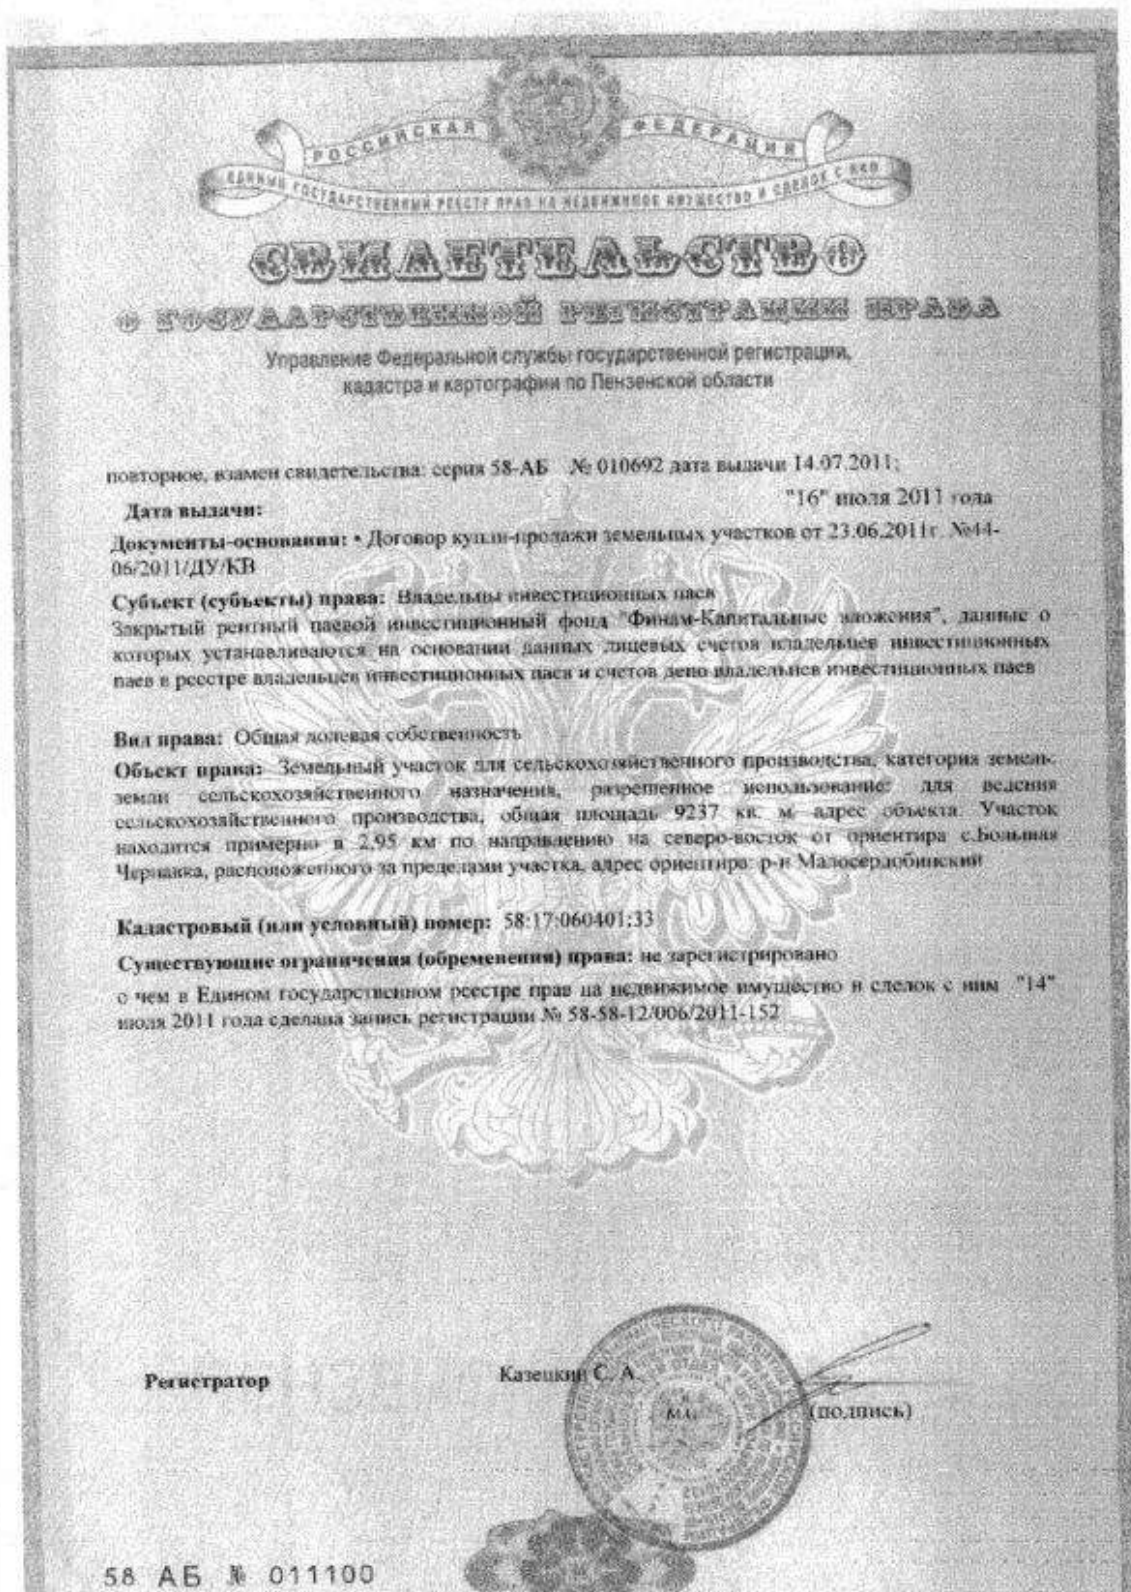 РОССИЙСКАЯ ФЕДЕРАЦИЯ
ЕДИНЫЙ ГОСУДАРСТВЕННЫЙ РЕЕСТР ПРАВ НА НЕДВИЖИМОЕ ИМУЩЕСТВО И СДЕЛОК С НИМ
СВИДЕТЕЛЬСТВО
О ГОСУДАРСТВЕННОЙ РЕГИСТРАЦИИ ПРАВА
Управление Федеральной службы государственной регистрации,
кадастра и картографии по Пензенской области
повторное, взамен свидетельства: серия 58-АБ № 010692 дата выдачи 14.07.2011;
Дата выдачи: "16" июля 2011 года
Документы-основания: • Договор купли-продажи земельных участков от 23.06.2011г. №44-
06/2011/ДУ/КВ
Субъект (субъекты) права: Владельцы инвестиционных паев
Закрытый рентный паевой инвестиционный фонд "Финам-Капитальные вложения", данные о
которых устанавливаются на основании данных лицевых счетов владельцев инвестиционных
паев в реестре владельцев инвестиционных паев и счетов депо владельцев инвестиционных паев
Вид права: Общая долевая собственность
Объект права: Земельный участок для сельскохозяйственного производства, категория земель:
земли сельскохозяйственного назначения, разрешенное использование: для ведения
сельскохозяйственного производства, общая площадь 9237 кв. м, адрес объекта: Участок
находится примерно в 2,95 км по направлению на северо-восток от ориентира с.Большая
Чернавка, расположенного за пределами участка, адрес ориентира: р-н Малосердобинский
Кадастровый (или условный) номер: 58:17:060401:33
Существующие ограничения (обременения) права: не зарегистрировано
о чем в Едином государственном реестре прав на недвижимое имущество и сделок с ним "14"
июля 2011 года сделана запись регистрации № 58-58-12/006/2011-152
Регистратор Казецкий С. А.
М.П. (подпись)
58 АБ № 011100